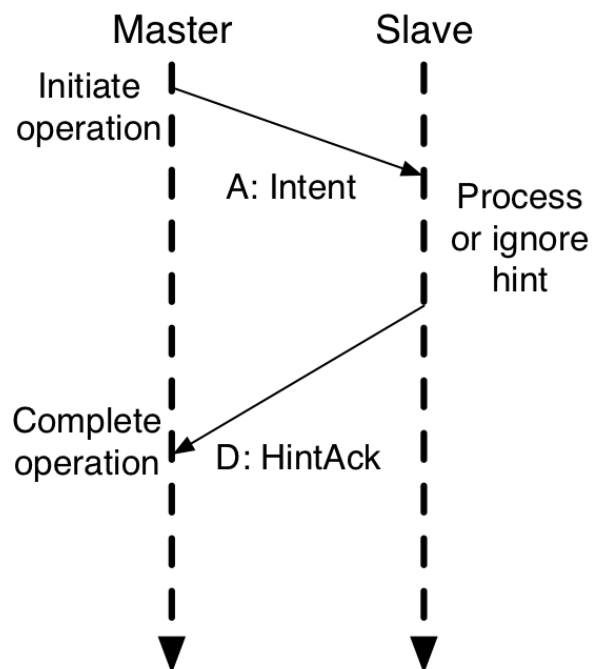 Master
Slave
Initiate
operation
A: Intent
Process
or ignore
hint
Complete
operation
D: HintAck